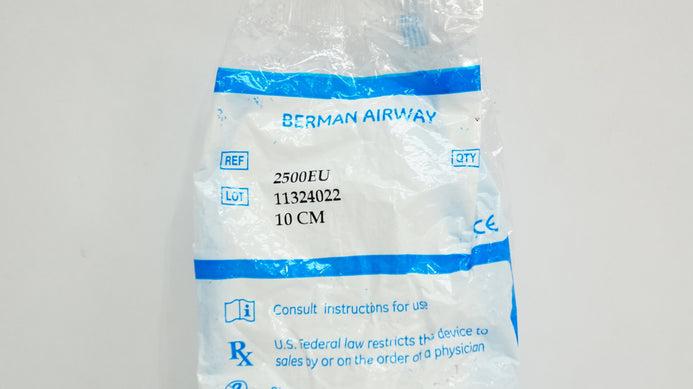 BERMAN AIRWAY
REF
2500EU
QTY
LOT
11324022
10 CM
CE
Consult instructions for use
Rx
U.S. Federal law restricts this device to
sales by or on the order of a physician